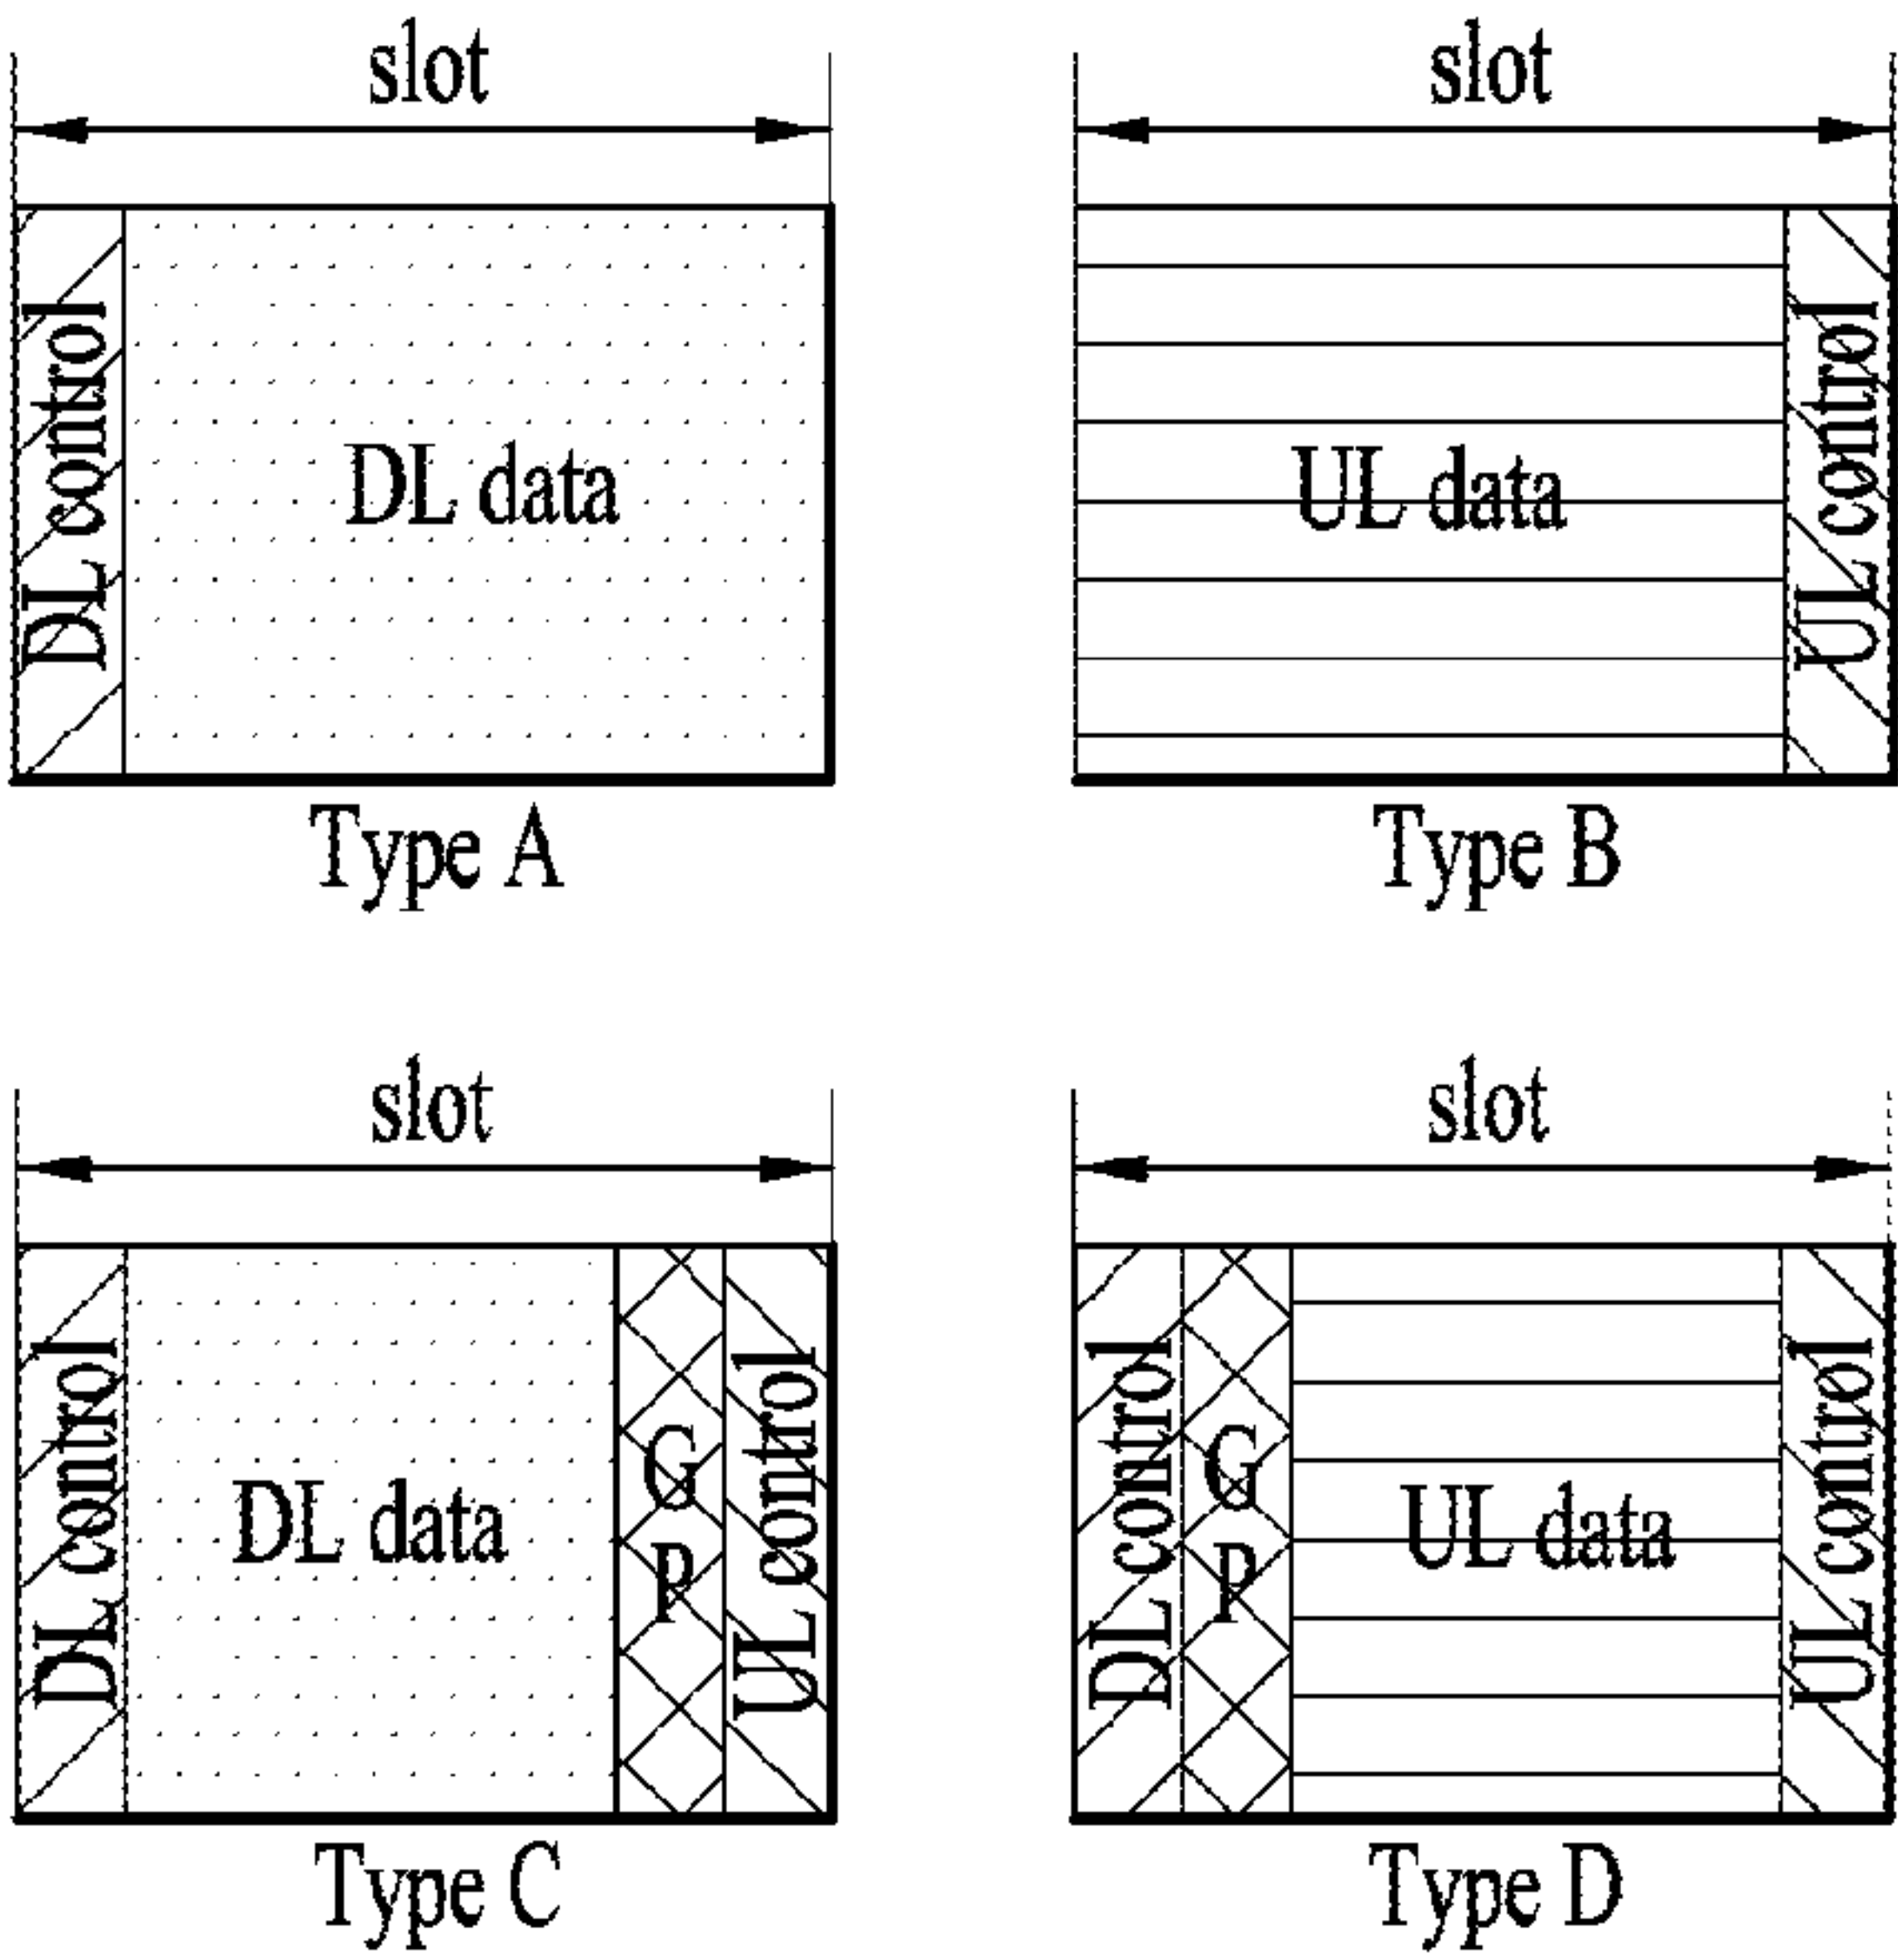 slot
slot
DL control
DL data
UL data
UL control
Type A
Type B
slot
slot
DL control
DL data
G
P
UL control
DL control
G
P
UL data
UL control
Type C
Type D